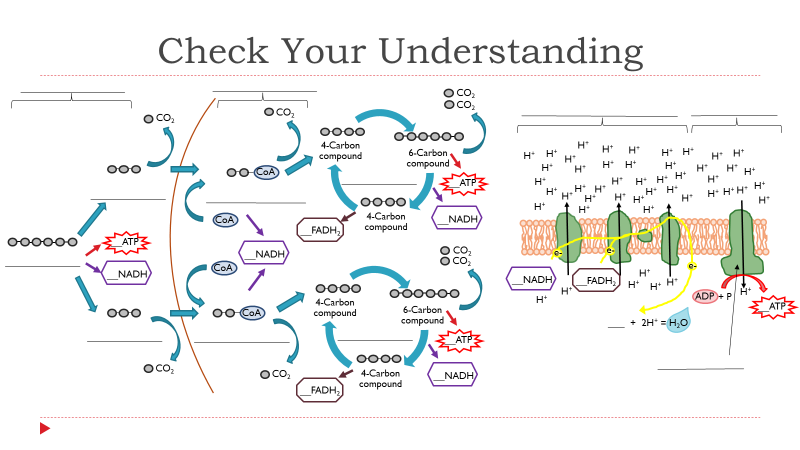 Check Your Understanding
CO₂
CoA
__ATP
__NADH
CO₂
CO₂
CoA
CoA
__NADH
CoA
CoA
CO₂
4-Carbon
compound
6-Carbon
compound
CO₂
CO₂
__ATP
__NADH
4-Carbon
compound
__FADH₂
4-Carbon
compound
6-Carbon
compound
CO₂
CO₂
__ATP
__NADH
4-Carbon
compound
__FADH₂
H⁺ H⁺ H⁺ H⁺ H⁺ H⁺ H⁺ H⁺ H⁺ H⁺
H⁺ H⁺ H⁺ H⁺ H⁺ H⁺ H⁺ H⁺ H⁺ H⁺
H⁺ H⁺ H⁺ H⁺ H⁺ H⁺ H⁺ H⁺ H⁺ H⁺
e-
e-
e-
__NADH
__FADH₂
H⁺ H⁺ H⁺ H⁺ H⁺ H⁺ H⁺
H⁺
ADP + P
__ATP
__ + 2H⁺ = H₂O